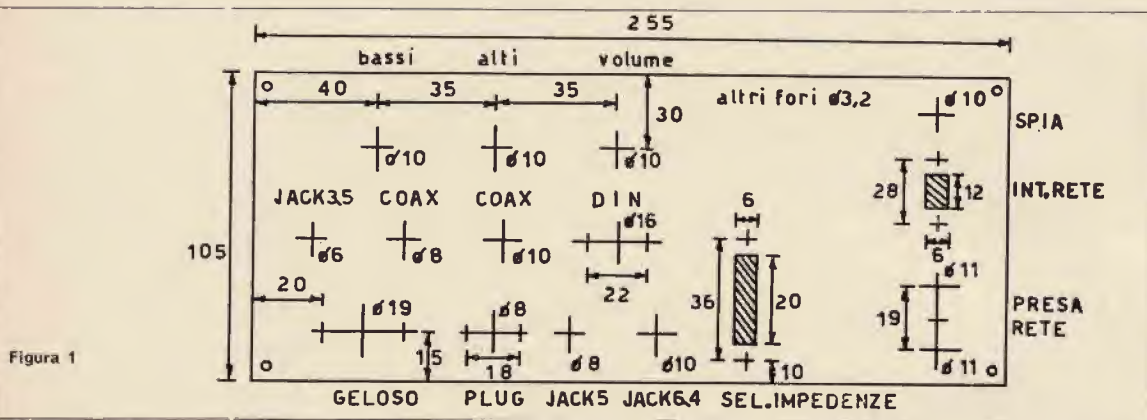 255
bassi alti volume
40 35 35
30
altri fori ø3,2
ø10
SPIA
ø10 ø10 ø10
28 12 INT.RETE
JACK3.5 COAX COAX DIN
6
ø16
6
105
ø6 ø8 ø10
ø11
20
22
36 20
19
PRESA
RETE
ø19 ø8
15
18
ø8 ø10
10
ø11
Figura 1
GELOSO PLUG JACK5 JACK6.4 SEL.IMPEDENZE